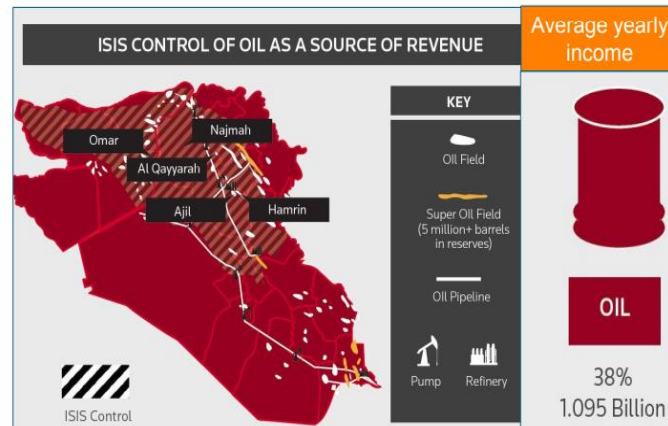 ISIS CONTROL OF OIL AS A SOURCE OF REVENUE
Average yearly
income
Omar
Najmah
Al Qayyarah
Ajil
Hamrin
ISIS Control
KEY
Oil Field
Super Oil Field
(5 million+ barrels
in reserves)
Oil Pipeline
Pump
Refinery
OIL
38%
1.095 Billion